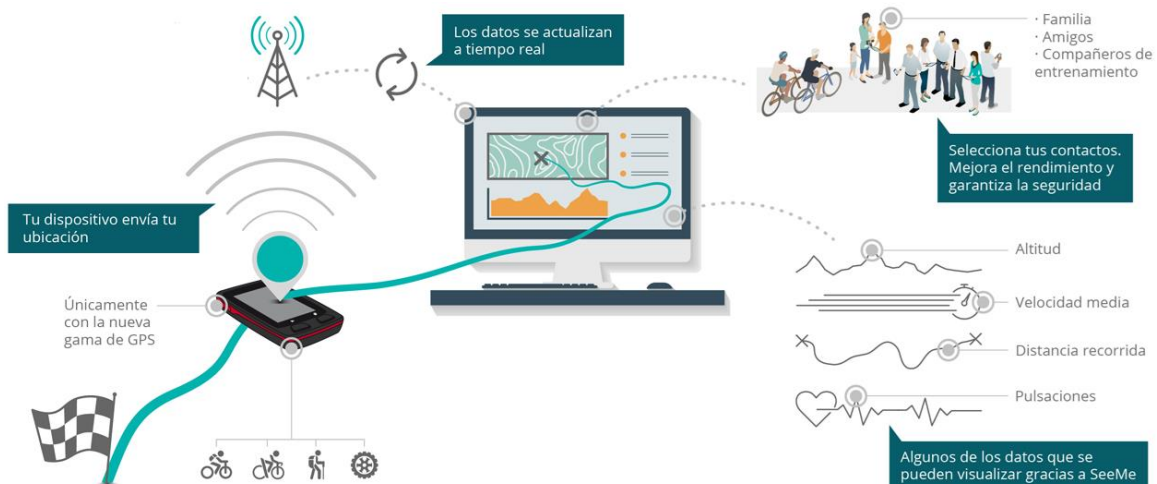 Los datos se actualizan
a tiempo real
· Familia
· Amigos
· Compañeros de
entrenamiento
Selecciona tus contactos.
Mejora el rendimiento y
garantiza la seguridad
Tu dispositivo envía tu
ubicación
Únicamente
con la nueva
gama de GPS
Altitud
Velocidad media
Distancia recorrida
Pulsaciones
Algunos de los datos que se
pueden visualizar gracias a SeeMe